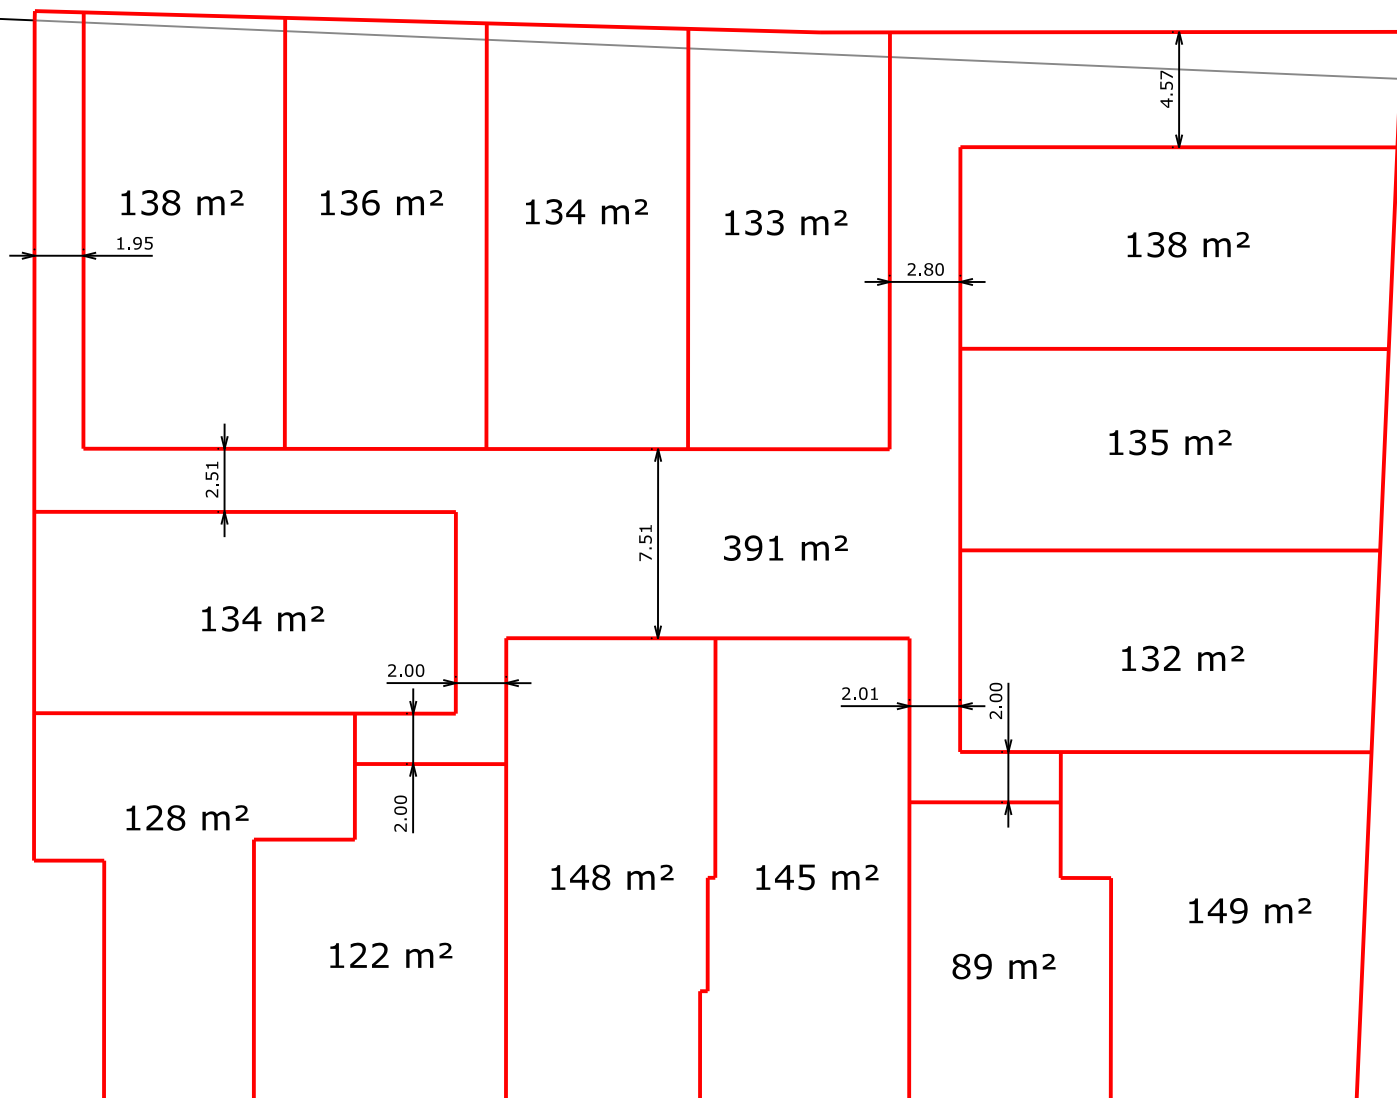 4.57
138 m²
136 m²
134 m²
133 m²
1.95
138 m²
2.80
135 m²
2.51
7.51
391 m²
134 m²
132 m²
2.00
2.01
2.00
128 m²
2.00
148 m²
145 m²
149 m²
122 m²
89 m²